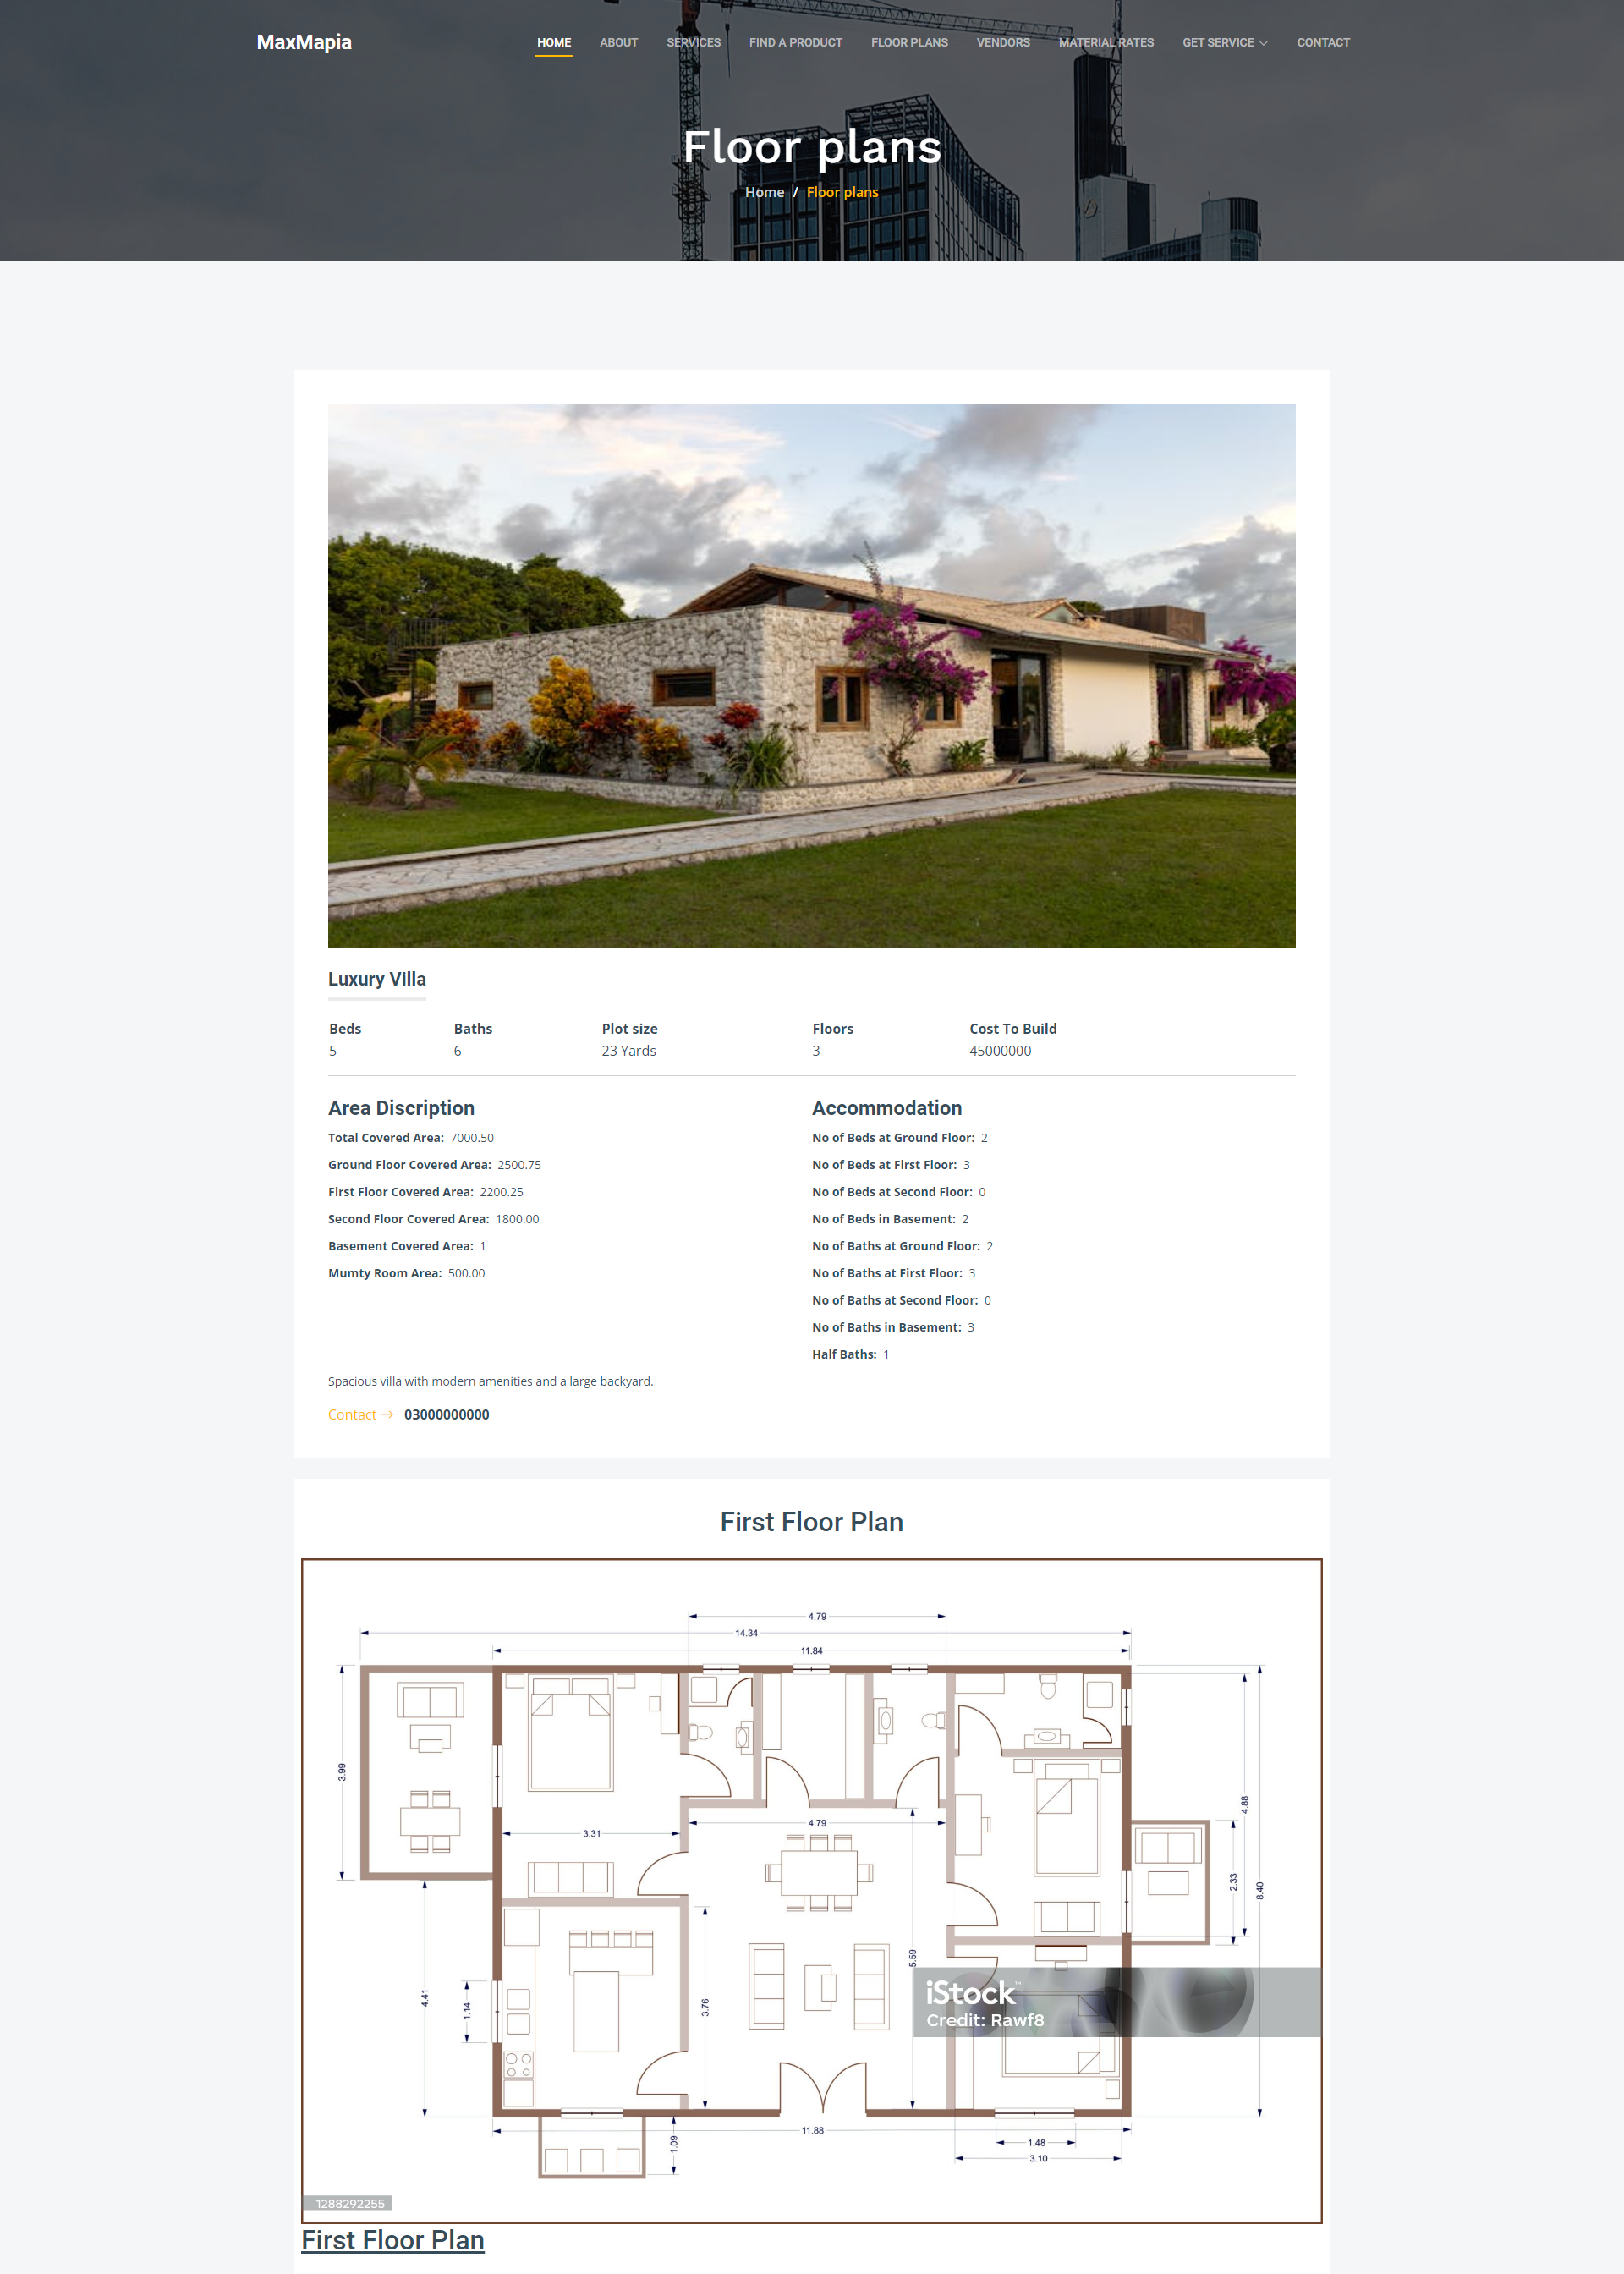 MaxMapia
HOME ABOUT SERVICES FIND A PRODUCT FLOOR PLANS VENDORS MATERIAL RATES GET SERVICE CONTACT
Floor plans
Home / Floor plans
Luxury Villa
Beds Baths Plot size Floors Cost To Build
5 6 23 Yards 3 45000000
Area Discription
Total Covered Area: 7000.50
Ground Floor Covered Area: 2500.75
First Floor Covered Area: 2200.25
Second Floor Covered Area: 1800.00
Basement Covered Area: 1
Mumty Room Area: 500.00
Accommodation
No of Beds at Ground Floor: 2
No of Beds at First Floor: 3
No of Beds at Second Floor: 0
No of Beds in Basement: 2
No of Baths at Ground Floor: 2
No of Baths at First Floor: 3
No of Baths at Second Floor: 0
No of Baths in Basement: 3
Half Baths: 1
Spacious villa with modern amenities and a large backyard.
Contact → 03000000000
First Floor Plan
4.79
14.34
11.84
3.99
4.88
4.79
3.31
2.33
8.40
5.59
4.41
1.14
3.76
iStock™
Credit: Rawf8
11.88
1.09
1.48
3.10
1288292255
First Floor Plan